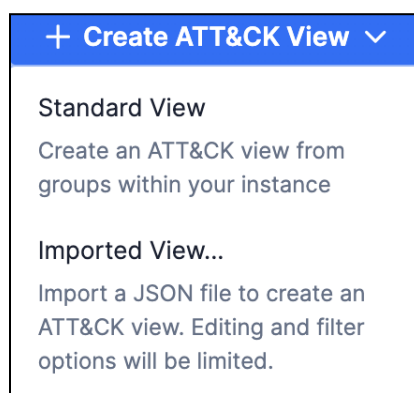 + Create ATT&CK View
Standard View
Create an ATT&CK view from
groups within your instance
Imported View...
Import a JSON file to create an
ATT&CK view. Editing and filter
options will be limited.